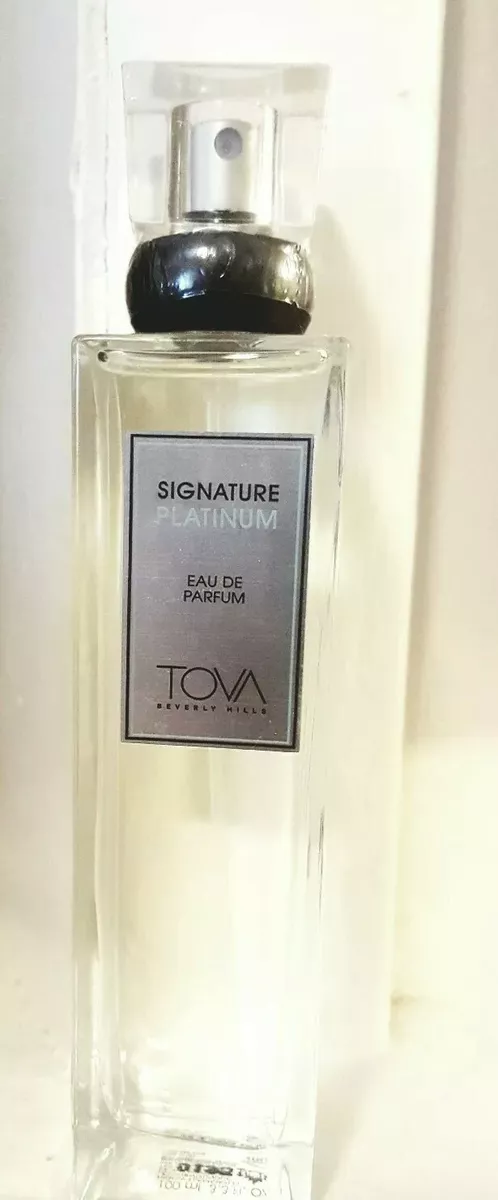 SIGNATURE
PLATINUM
EAU DE
PARFUM
TOVA
BEVERLY HILLS